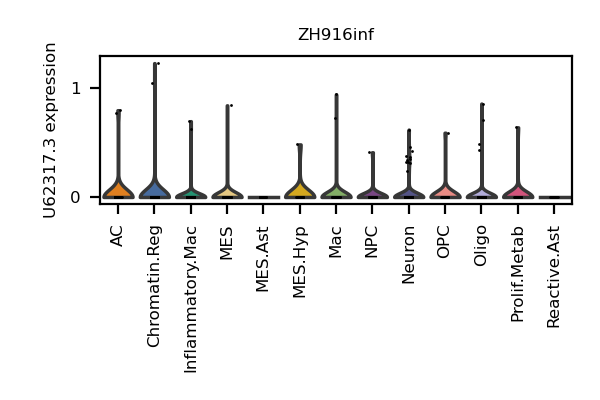 ZH916inf
U62317.3 expression
1
0
AC
Chromatin.Reg
Inflammatory.Mac
MES
MES.Ast
MES.Hyp
Mac
NPC
Neuron
OPC
Oligo
Prolif.Metab
Reactive.Ast